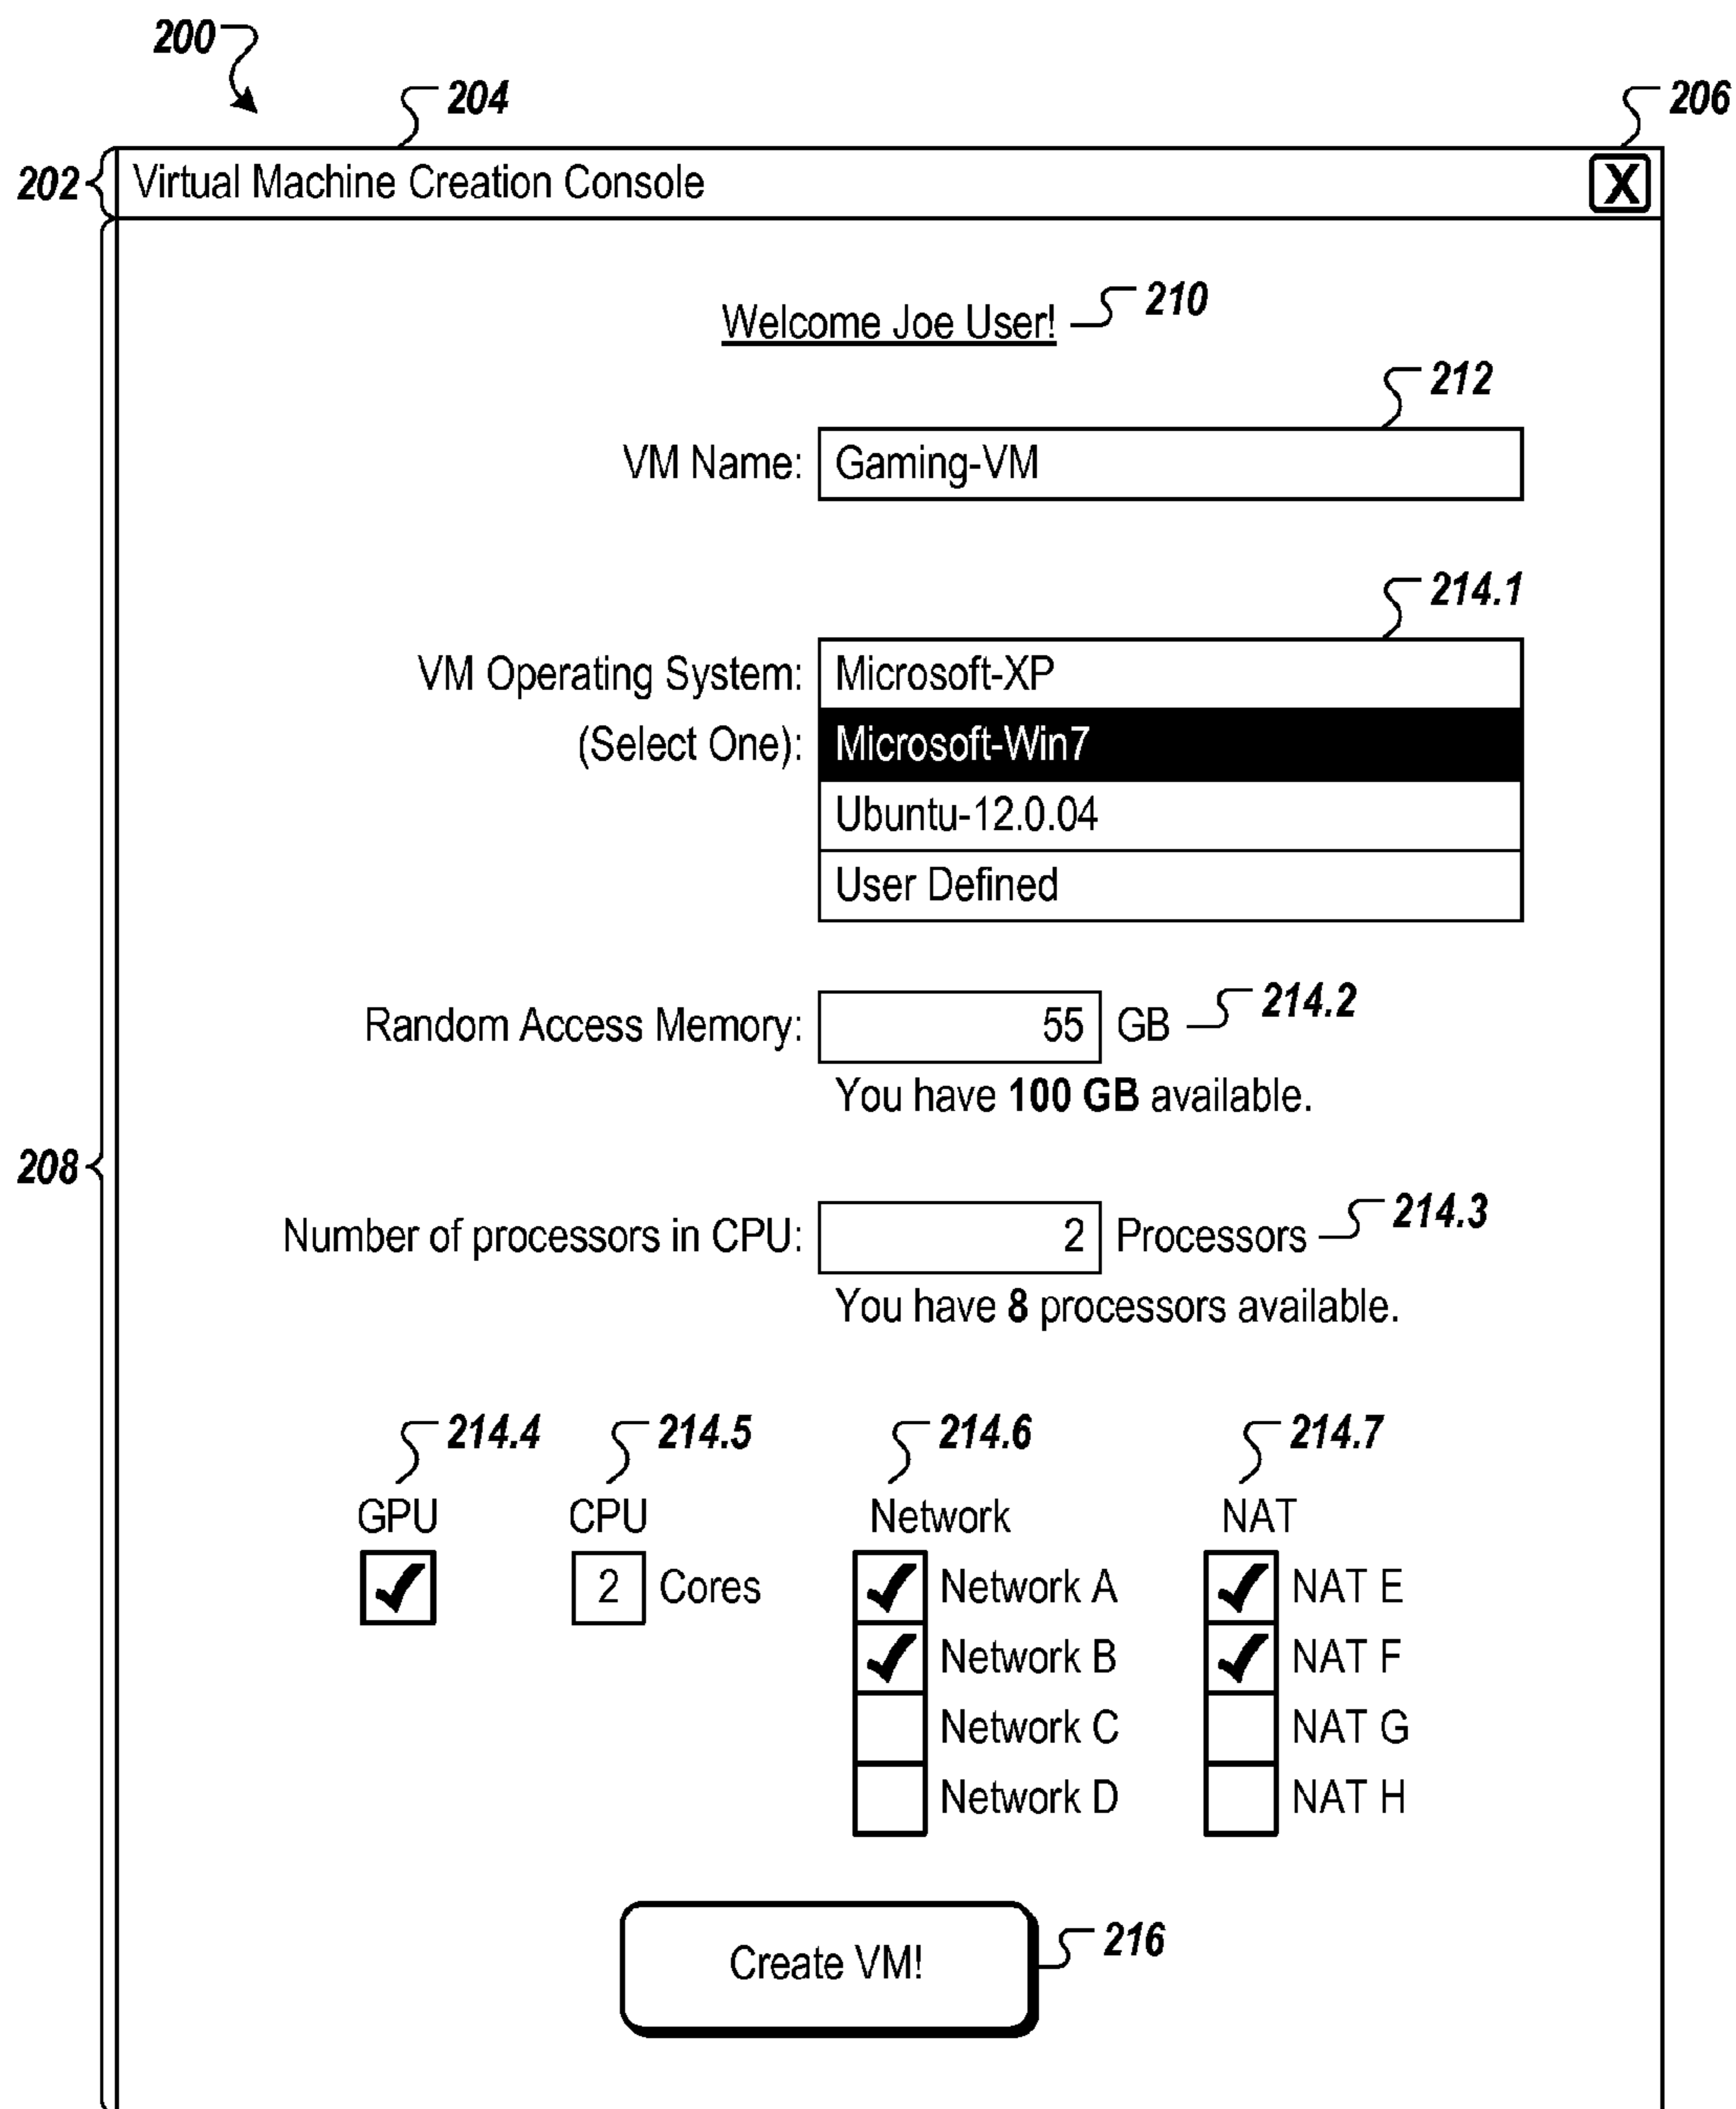 200
204
206
202
Virtual Machine Creation Console
X
Welcome Joe User!
210
212
VM Name:
Gaming-VM
214.1
VM Operating System:
Microsoft-XP
(Select One):
Microsoft-Win7
Ubuntu-12.0.04
User Defined
Random Access Memory:
55
GB
214.2
You have 100 GB available.
208
Number of processors in CPU:
2
Processors
214.3
You have 8 processors available.
214.4
214.5
214.6
214.7
GPU
CPU
Network
NAT
2
Cores
Network A
NAT E
Network B
NAT F
Network C
NAT G
Network D
NAT H
Create VM!
216